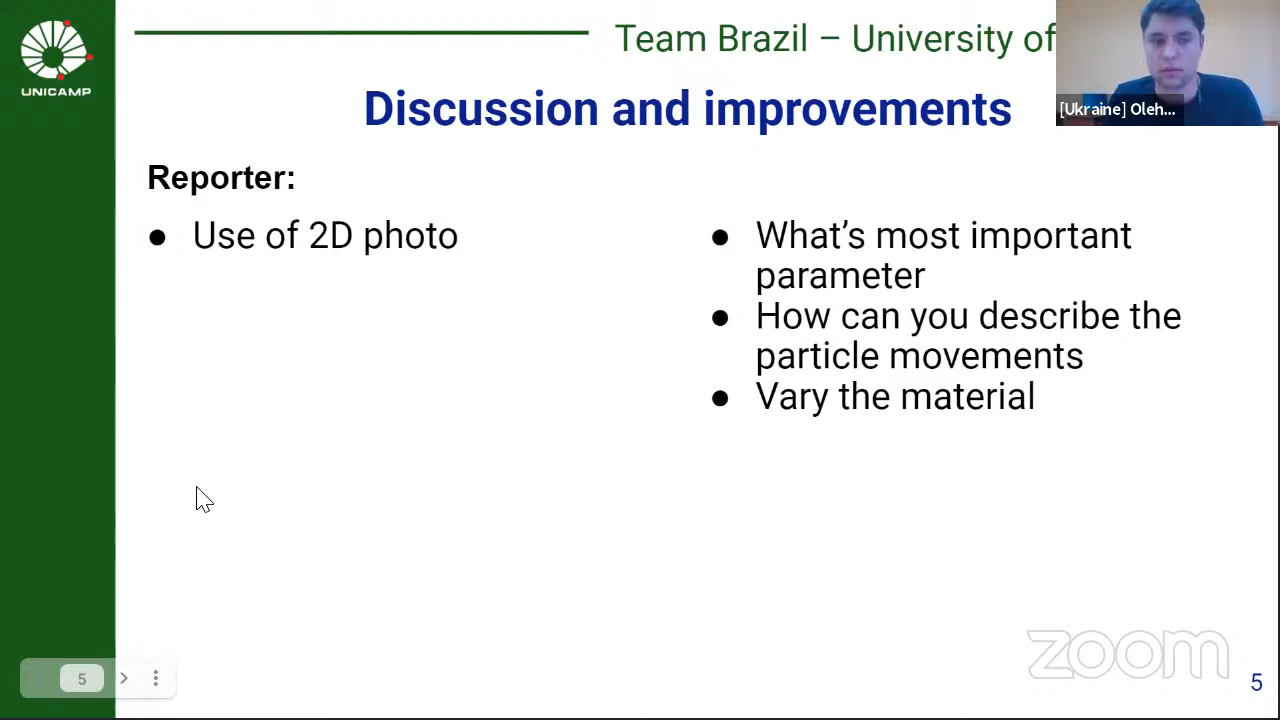 UNICAMP
Team Brazil – University of
[Ukraine] Oleh...
Discussion and improvements
Reporter:
● Use of 2D photo
● What's most important
parameter
● How can you describe the
particle movements
● Vary the material
zoom
5
5